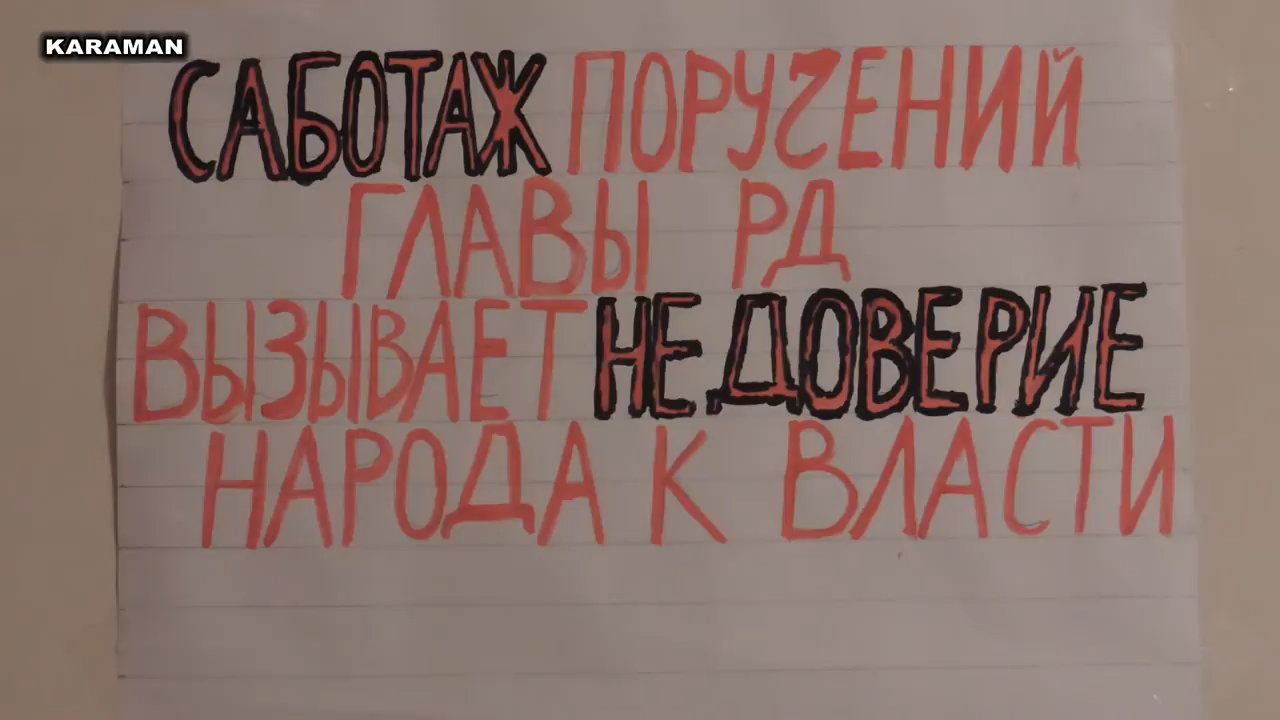 KARAMAN
САБОТАЖ ПОРУЧЕНИЙ
ГЛАВЫ РД
ВЫЗЫВАЕТ НЕДОВЕРИЕ
НАРОДА К ВЛАСТИ